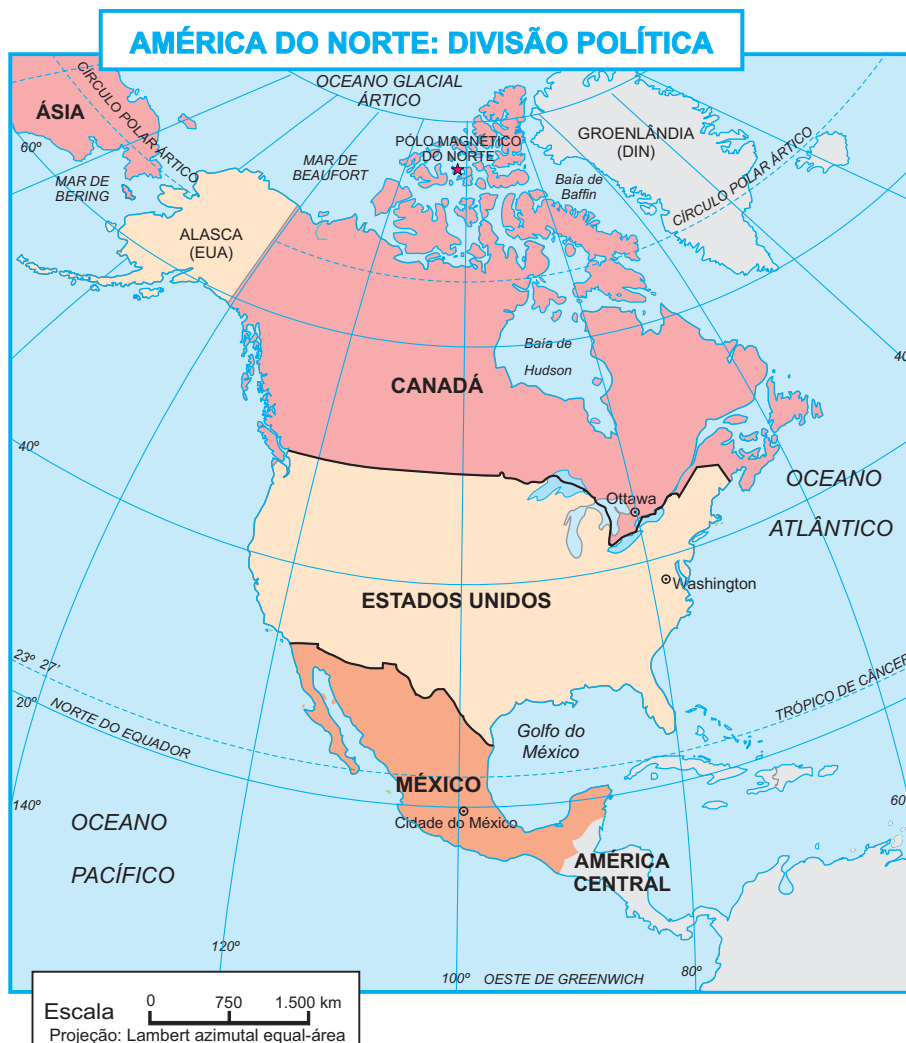 AMÉRICA DO NORTE: DIVISÃO POLÍTICA
OCEANO GLACIAL
ÁRTICO
CÍRCULO POLAR ÁRTICO
ÁSIA
60º
MAR DE
BERING
MAR DE
BEAUFORT
PÓLO MAGNÉTICO
DO NORTE
GROENLÂNDIA
(DIN)
Baía de
Baffin
CÍRCULO POLAR ÁRTICO
ALASCA
(EUA)
Baía de
Hudson
40
CANADÁ
40º
OCEANO
ATLÂNTICO
Ottawa
Washington
ESTADOS UNIDOS
23º 27'
20º
NORTE DO EQUADOR
TRÓPICO DE CÂNCER
Golfo do
México
MÉXICO
140º
60
Cidade do México
OCEANO
PACÍFICO
AMÉRICA
CENTRAL
120º
100º
OESTE DE GREENWICH
80º
Escala
0 750 1.500 km
Projeção: Lambert azimutal equal-área